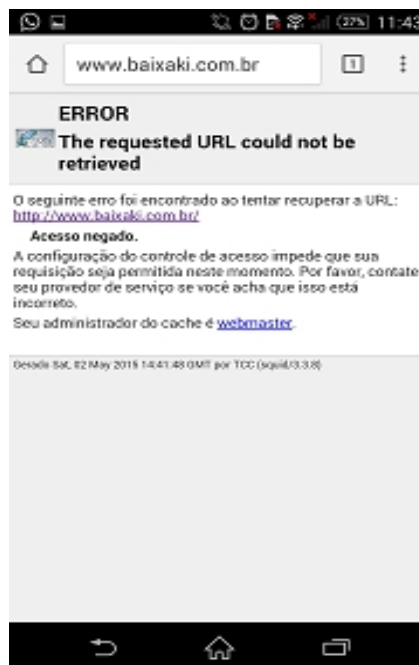 27% 11:43
www.baixaki.com.br 1
ERROR
The requested URL could not be
retrieved
O seguinte erro foi encontrado ao tentar recuperar a URL:
http://www.baixaki.com.br/
Acesso negado.
A configuração do controle de acesso impede que sua
requisição seja permitida neste momento. Por favor, contate
seu provedor de serviço se você acha que isso está
incorreto.
Seu administrador do cache é webmaster.
Gerado Sat, 02 May 2015 14:41:48 GMT por TCC (squid/3.3.8)